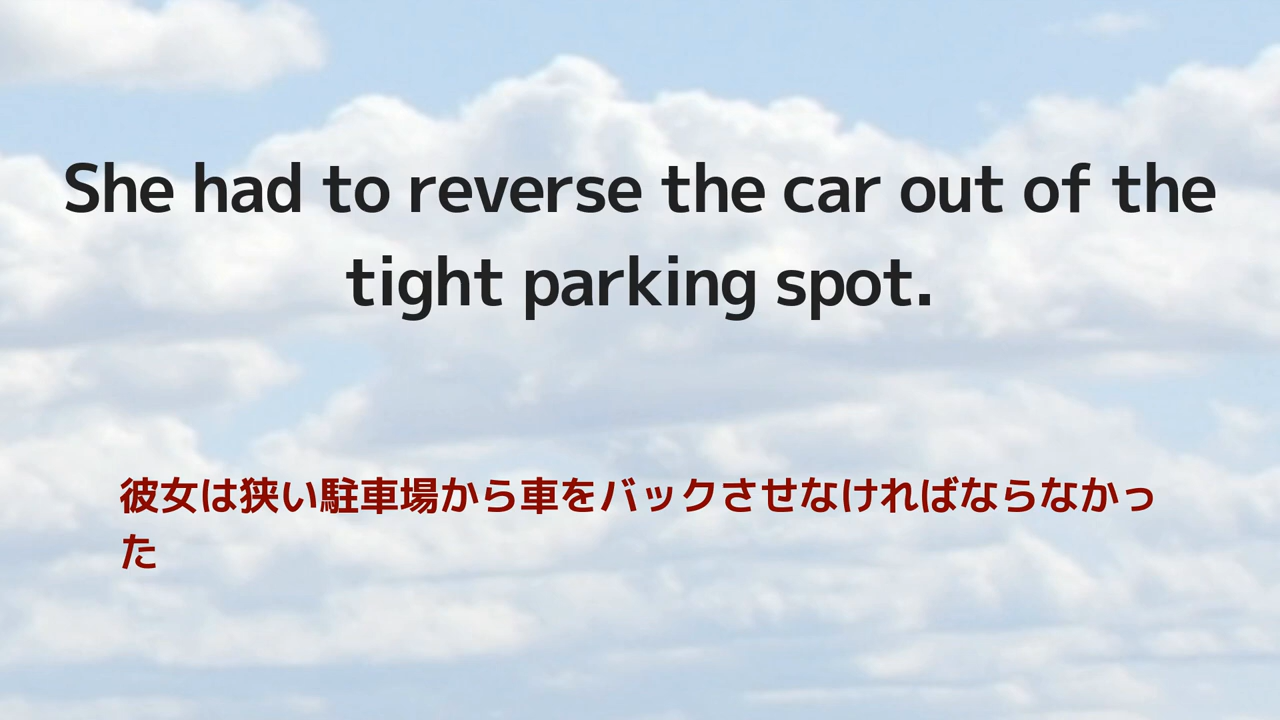 She had to reverse the car out of the
tight parking spot.
彼女は狭い駐車場から車をバックさせなければならなかっ
た